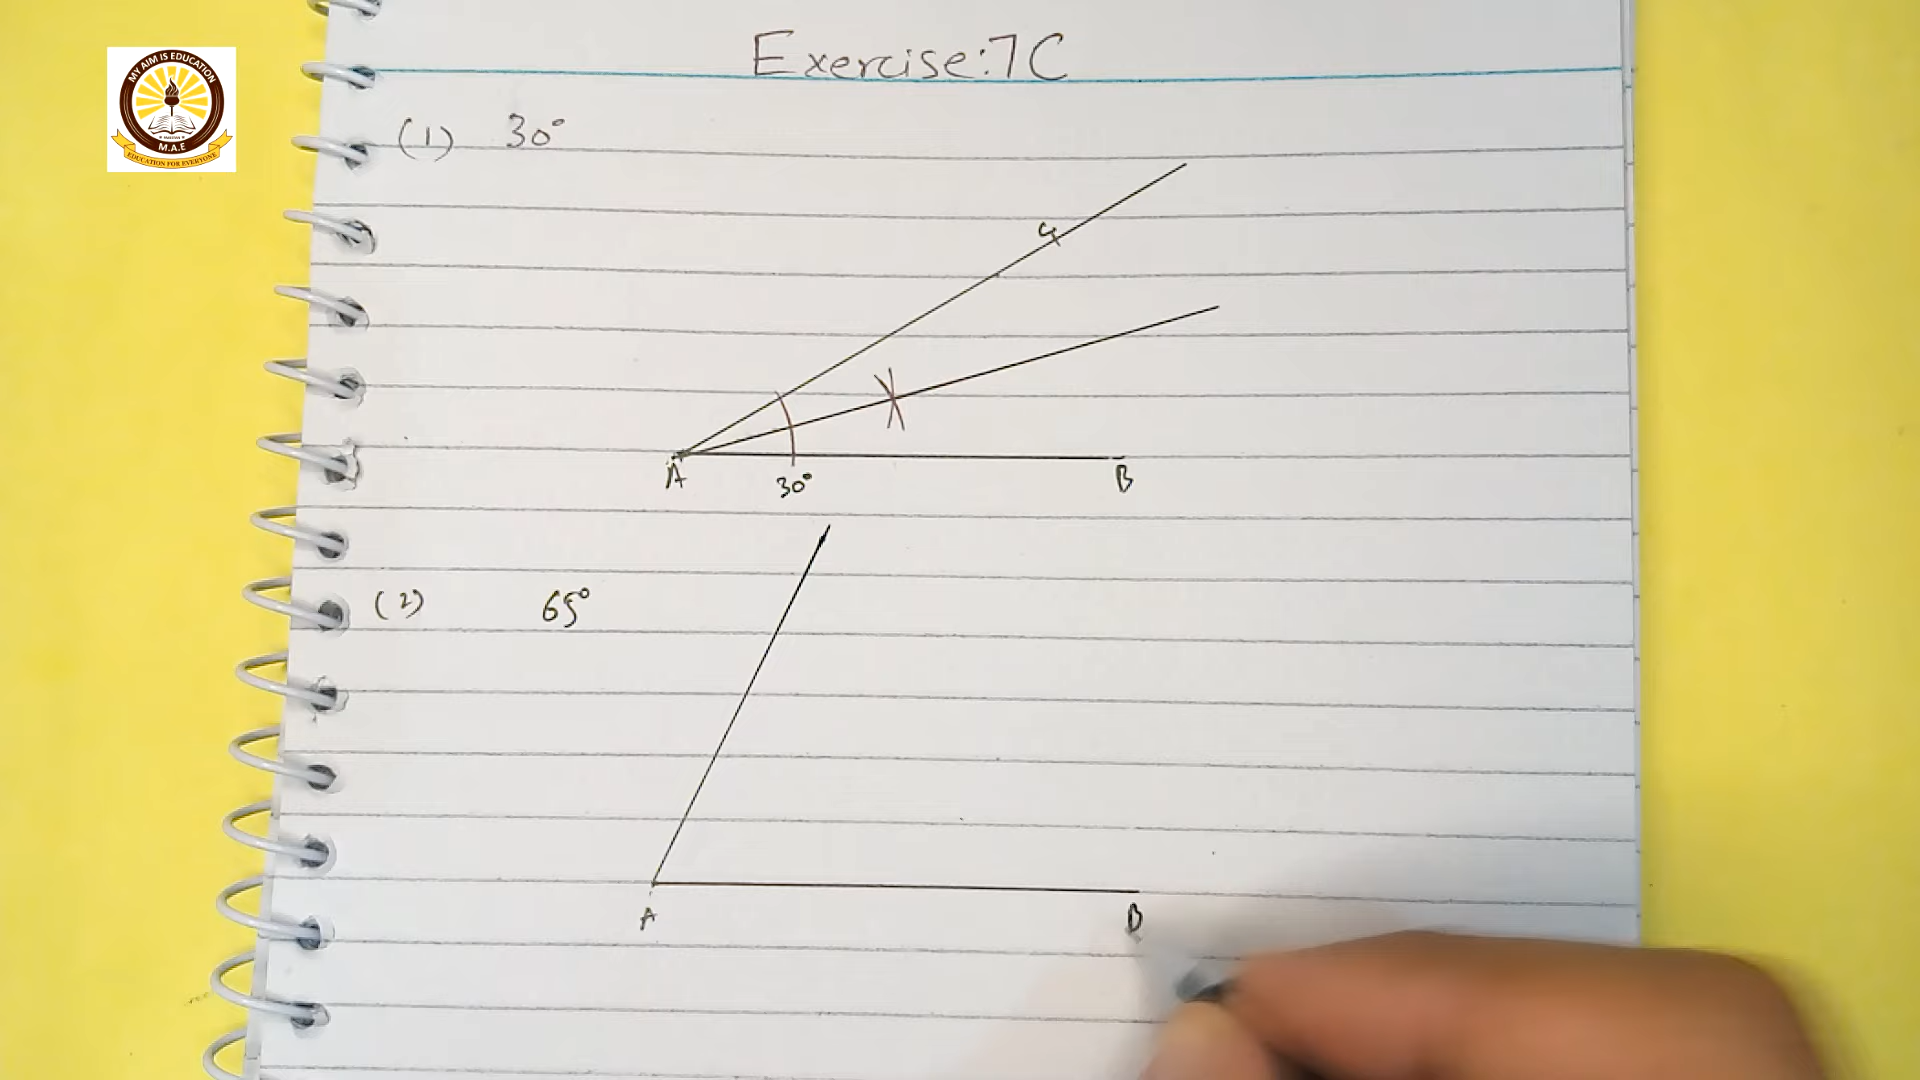 MY AIM IS EDUCATION
M.A.E
EDUCATION FOR EVERYONE
Exercise:7C
(1) 30°
A 30° B
(2) 65°
A B